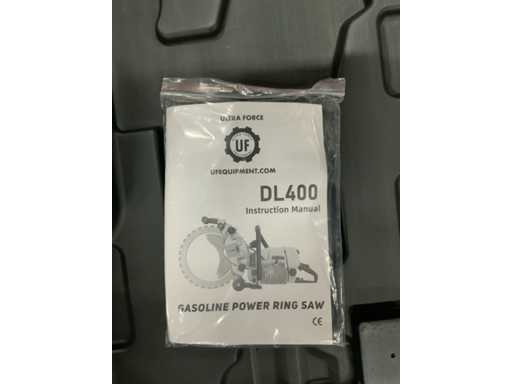 ULTRA FORCE
UF
UFEQUIPMENT.COM
DL400
Instruction Manual
GASOLINE POWER RING SAW
CE